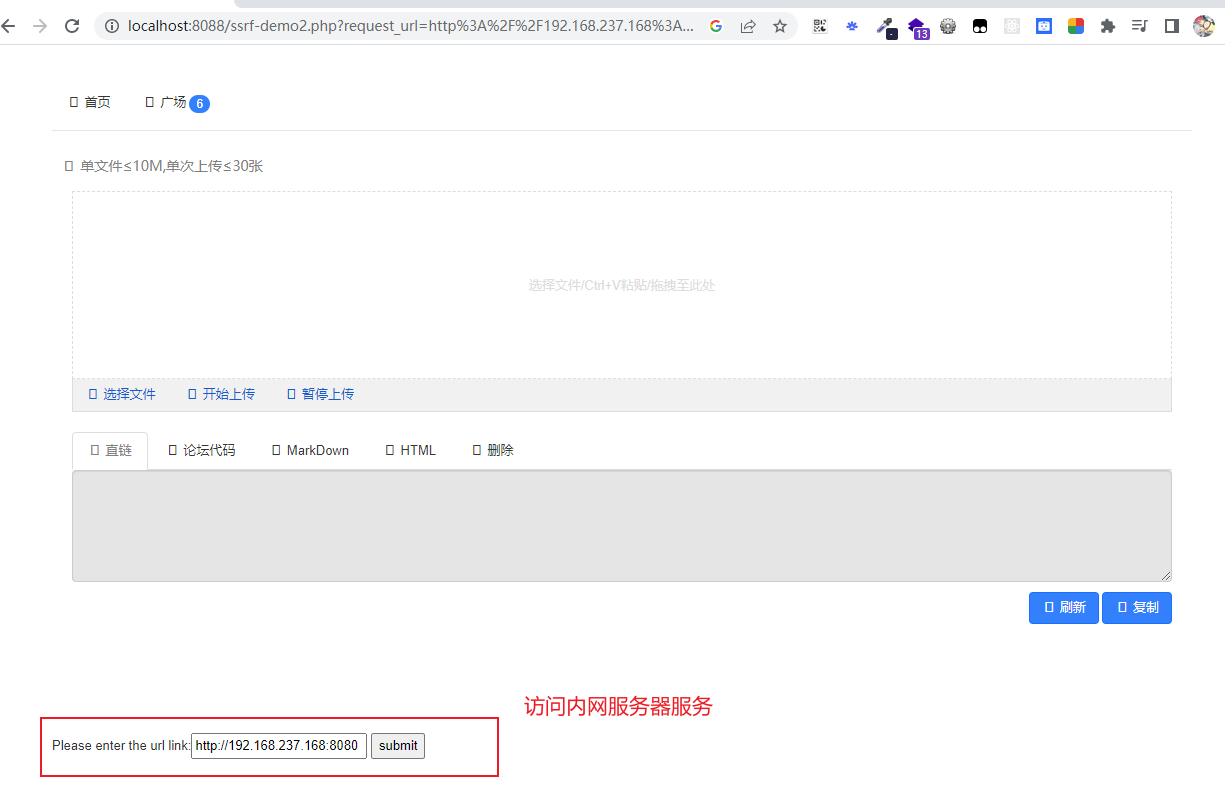 localhost:8088/ssrf-demo2.php?request_url=http%3A%2F%2F192.168.237.168%3A...
13
首页 广场 6
单文件≤10M,单次上传≤30张
选择文件/Ctrl+V粘贴/拖拽至此处
选择文件 开始上传 暂停上传
直链 论坛代码 MarkDown HTML 删除
刷新 复制
访问内网服务器服务
Please enter the url link: http://192.168.237.168:8080 submit